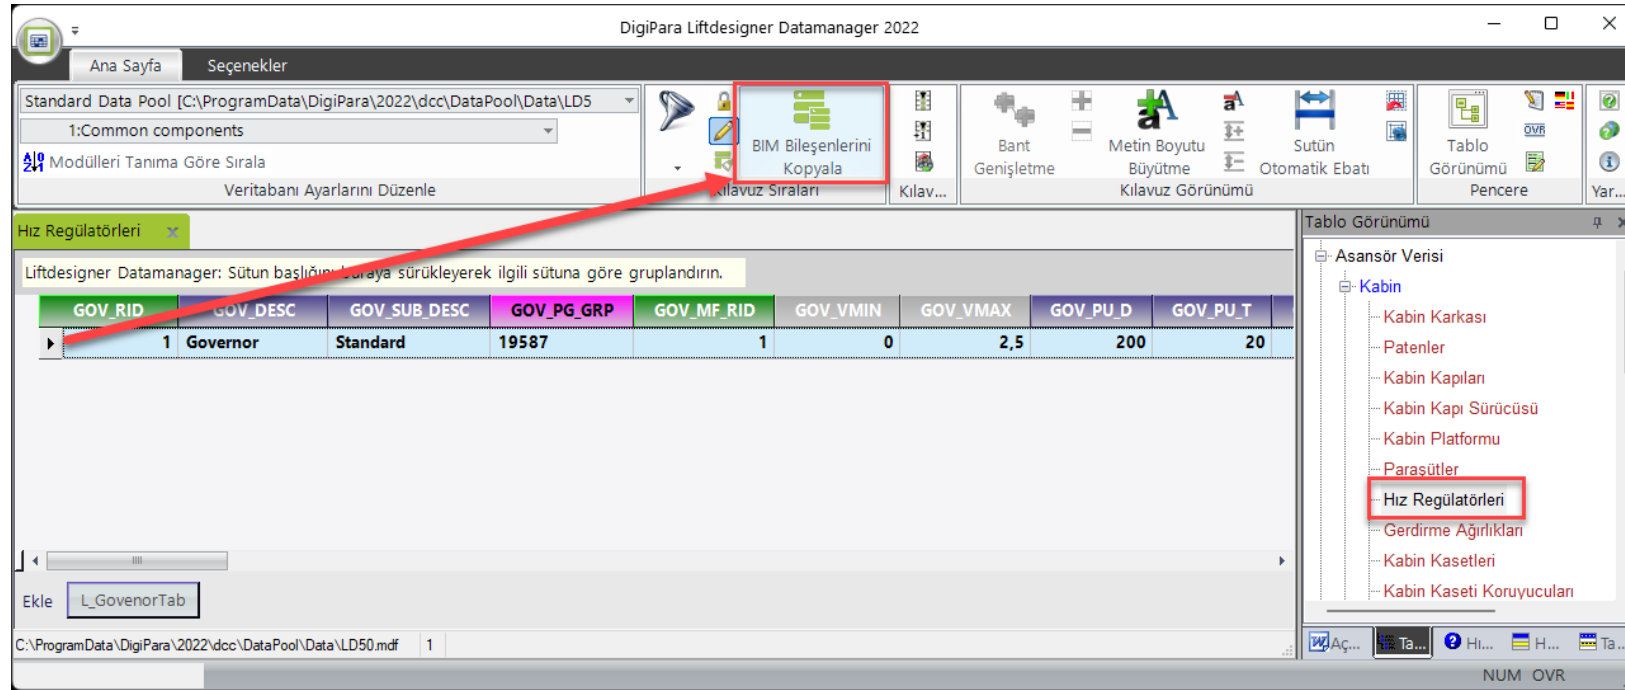 DigiPara Liftdesigner Datamanager 2022
Ana Sayfa Seçenekler
Standard Data Pool [C:\ProgramData\DigiPara\2022\dcc\DataPool\Data\LD5
1:Common components
Modülleri Tanıma Göre Sırala
Veritabanı Ayarlarını Düzenle
BIM Bileşenlerini
Kopyala
Kılavuz Sıraları
Kılav...
Bant
Genişletme
Metin Boyutu
Büyütme
Sütün
Otomatik Ebatı
Kılavuz Görünümü
Tablo
Görünümü
OVR
Pencere
Yar...
Hız Regülatörleri
Liftdesigner Datamanager: Sütun başlığını buraya sürükleyerek ilgili sütuna göre gruplandırın.
GOV_RID GOV_DESC GOV_SUB_DESC GOV_PG_GRP GOV_MF_RID GOV_VMIN GOV_VMAX GOV_PU_D GOV_PU_T
1 Governor Standard 19587 1 0 2,5 200 20
Ekle L_GovenorTab
C:\ProgramData\DigiPara\2022\dcc\DataPool\Data\LD50.mdf 1
Tablo Görünümü
Asansör Verisi
Kabin
Kabin Karkası
Patenler
Kabin Kapıları
Kabin Kapı Sürücüsü
Kabin Platformu
Paraşütler
Hız Regülatörleri
Gerdirme Ağırlıkları
Kabin Kasetleri
Kabin Kaseti Koruyucuları
Aç... Ta... Hı... H... Ta...
NUM OVR